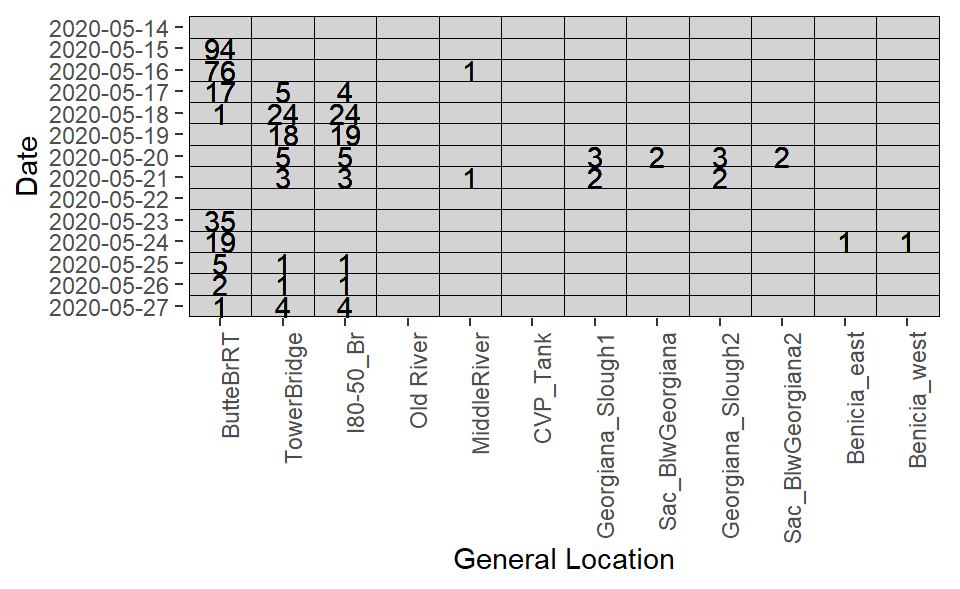 Date
2020-05-14
2020-05-15 94
2020-05-16 76 1
2020-05-17 17 5 4
2020-05-18 1 24 24
2020-05-19 18 19
2020-05-20 5 5 3 2 3 2
2020-05-21 3 3 1 2 2
2020-05-22
2020-05-23 35
2020-05-24 19 1 1
2020-05-25 5 1 1
2020-05-26 2 1 1
2020-05-27 1 4 4
ButteBrRT
TowerBridge
I80-50_Br
Old River
MiddleRiver
CVP_Tank
Georgiana_Slough1
Sac_BlwGeorgiana
Georgiana_Slough2
Sac_BlwGeorgiana2
Benicia_east
Benicia_west
General Location